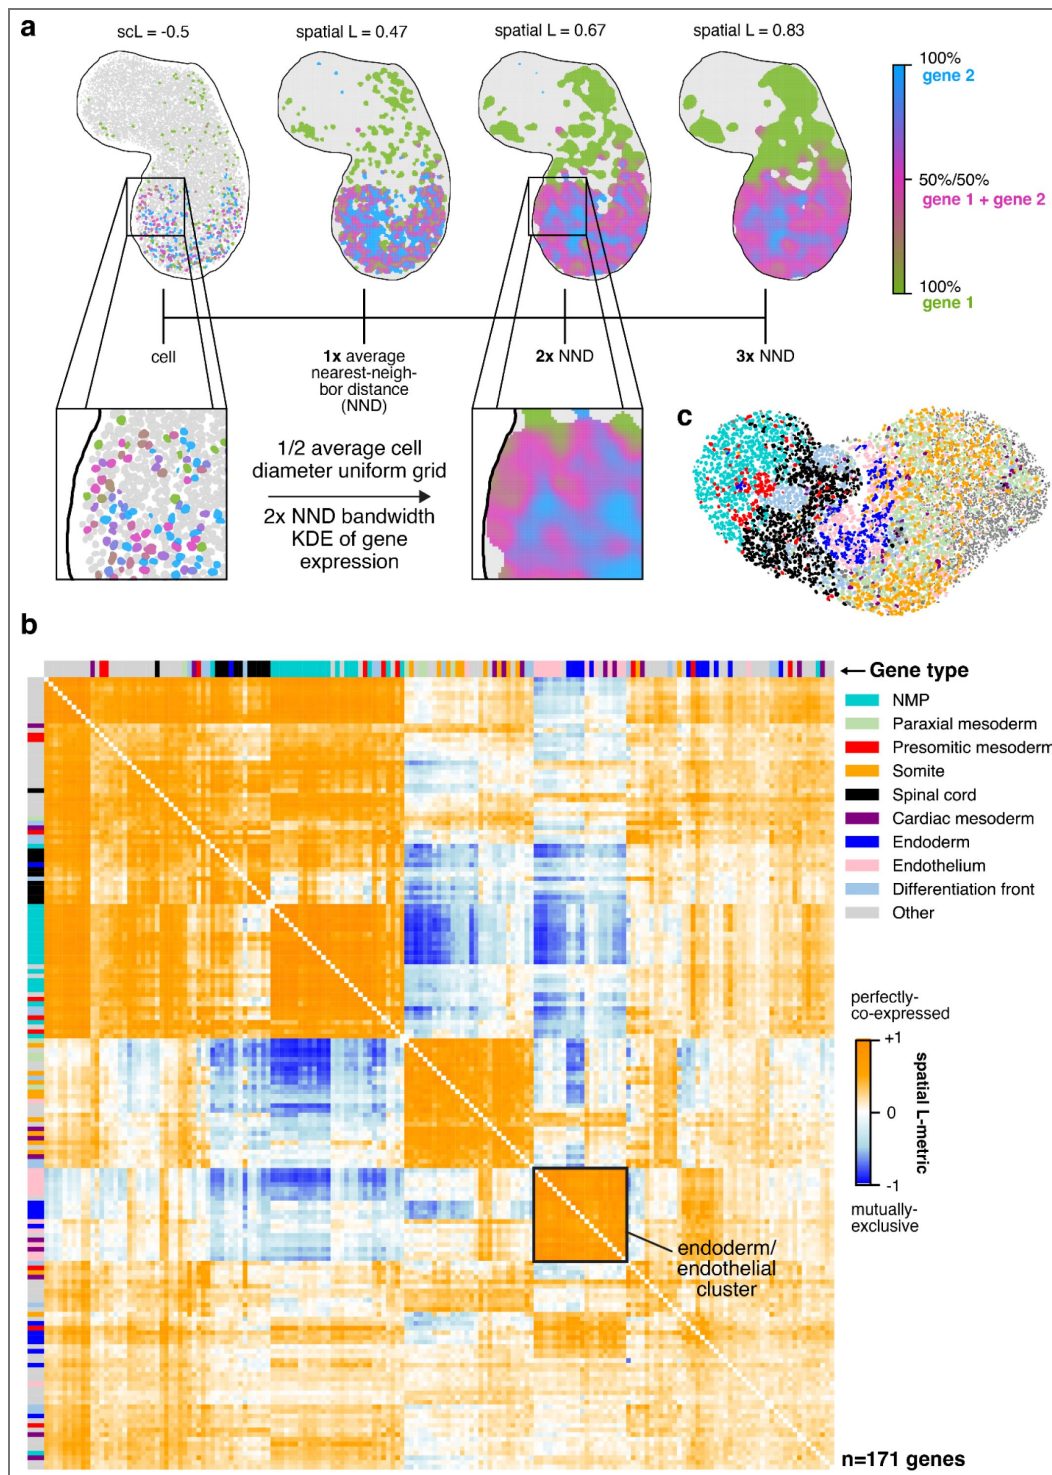 a
scL = -0.5
spatial L = 0.47
spatial L = 0.67
spatial L = 0.83
100%
gene 2
50%/50%
gene 1 + gene 2
100%
gene 1
cell
1x average
nearest-neigh-
bor distance
(NND)
2x NND
3x NND
1/2 average cell
diameter uniform grid
2x NND bandwidth
KDE of gene
expression
c
b
Gene type
NMP
Paraxial mesoderm
Presomitic mesoderm
Somite
Spinal cord
Cardiac mesoderm
Endoderm
Endothelium
Differentiation front
Other
perfectly-
co-expressed
+1
0
-1
spatial L-metric
mutually-
exclusive
endoderm/
endothelial
cluster
n=171 genes